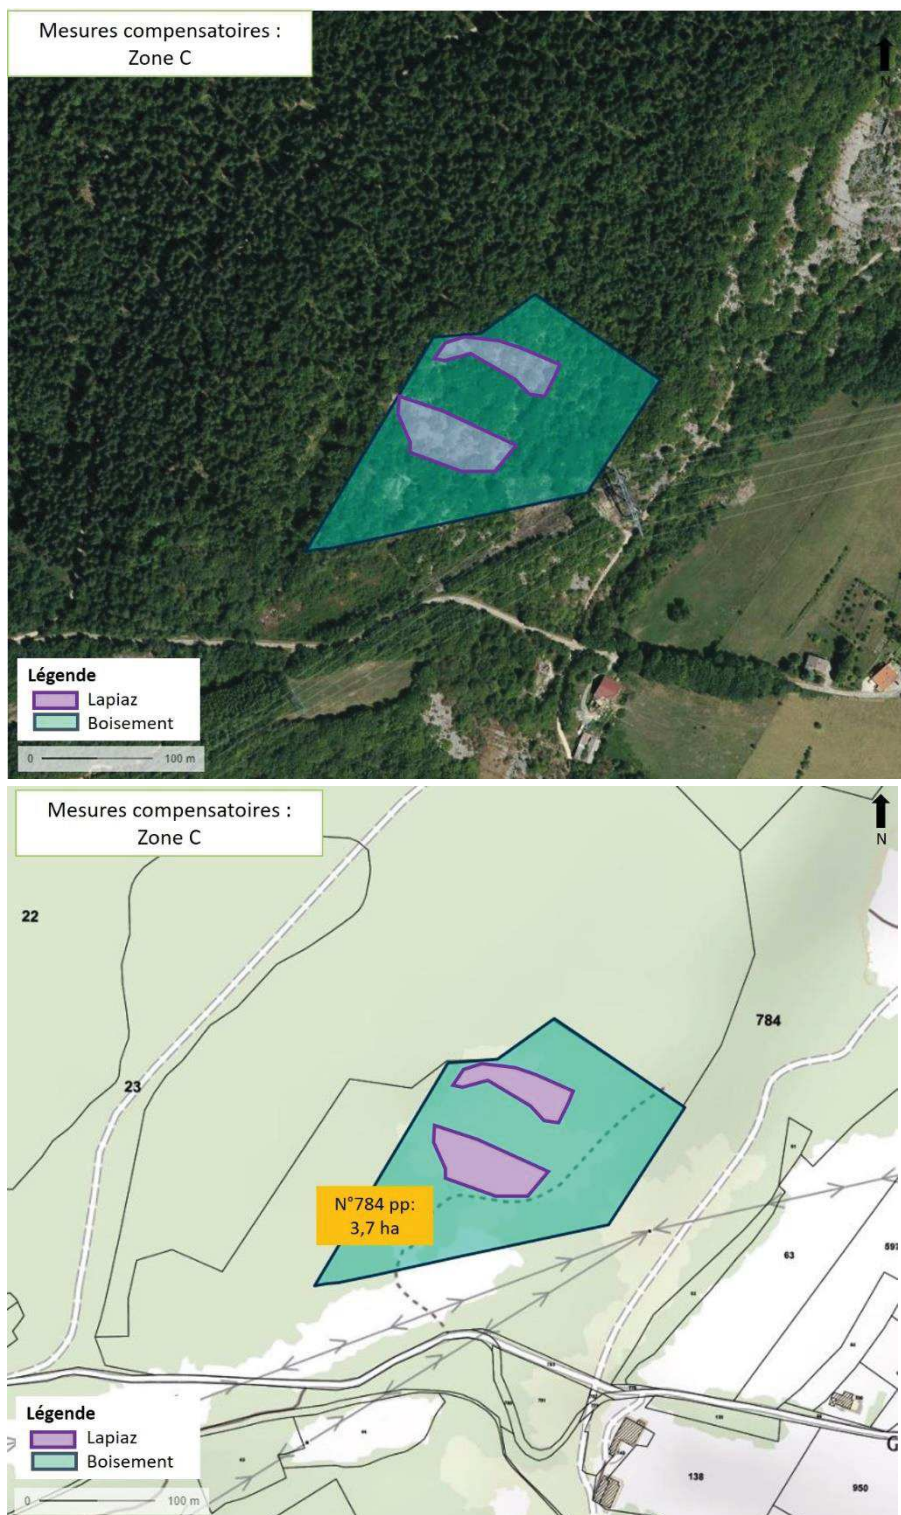 Mesures compensatoires :
Zone C
N
Légende
Lapiaz
Boisement
0 100 m
Mesures compensatoires :
Zone C
N
22
784
23
N°784 pp:
3,7 ha
63
597
Légende
Lapiaz
Boisement
G
138
950
0 100 m